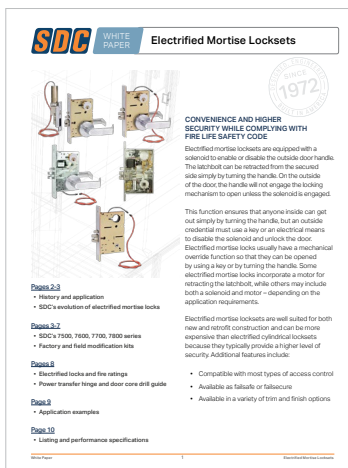 SDC
WHITE
PAPER
Electrified Mortise Locksets
SINCE
1972
CONVENIENCE AND HIGHER
SECURITY WHILE COMPLYING WITH
FIRE LIFE SAFETY CODE
Electrified mortise locksets are equipped with a
solenoid to enable or disable the outside door handle.
The latchbolt can be retracted from the secured
side simply by turning the handle. On the outside
of the door, the handle will not engage the locking
mechanism to open unless the solenoid is engaged.
This function ensures that anyone inside can get
out simply by turning the handle, but an outside
credential must use a key or an electrical means
to disable the solenoid and unlock the door.
Electrified mortise locks usually have a mechanical
override function so that they can be opened
by using a key or by turning the handle. Some
electrified mortise locks incorporate a motor for
retracting the latchbolt, while others may include
both a solenoid and motor – depending on the
application requirements.
Electrified mortise locksets are well suited for both
new and retrofit construction and can be more
expensive than electrified cylindrical locksets
because they typically provide a higher level of
security. Additional features include:
• Compatible with most types of access control
• Available as failsafe or failsecure
• Available in a variety of trim and finish options
Pages 2-3
• History and application
• SDC's evolution of electrified mortise locks
Pages 3-7
• SDC's 7500, 7600, 7700, 7800 series
• Factory and field modification kits
Pages 8
• Electrified locks and fire ratings
• Power transfer hinge and door core drill guide
Page 9
• Application examples
Page 10
• Listing and performance specifications
White Paper
1
Electrified Mortise Locksets